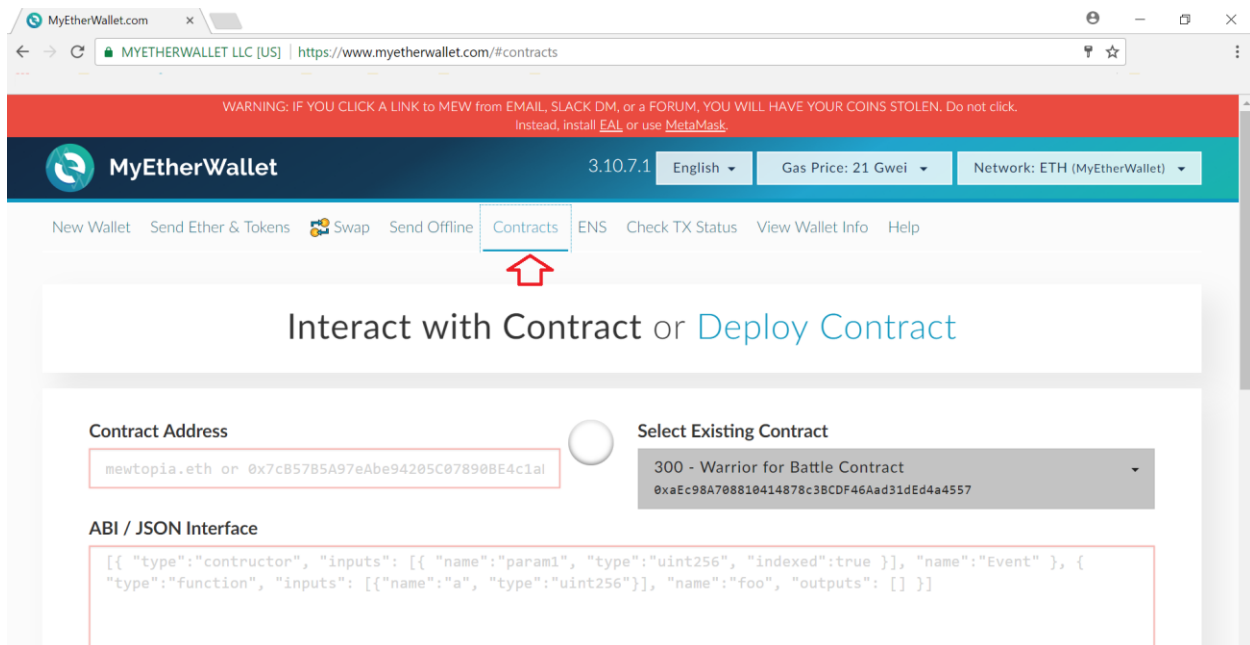 MyEtherWallet.com
MYETHERWALLET LLC [US] https://www.myetherwallet.com/#contracts
WARNING: IF YOU CLICK A LINK to MEW from EMAIL, SLACK DM, or a FORUM, YOU WILL HAVE YOUR COINS STOLEN. Do not click.
Instead, install EAL or use MetaMask.
MyEtherWallet 3.10.7.1 English Gas Price: 21 Gwei Network: ETH (MyEtherWallet)
New Wallet Send Ether & Tokens Swap Send Offline Contracts ENS Check TX Status View Wallet Info Help
Interact with Contract or Deploy Contract
Contract Address
mewtopia.eth or 0x7cB57B5A97eAbe94205C07890BE4c1aD
Select Existing Contract
300 - Warrior for Battle Contract
0xaEc98A708810414878c3BCDF46Aad31dEd4a4557
ABI / JSON Interface
[{ "type":"contructor", "inputs": [{ "name":"param1", "type":"uint256", "indexed":true }], "name":"Event" }, {
"type":"function", "inputs": [{"name":"a", "type":"uint256"}], "name":"foo", "outputs": [] }]